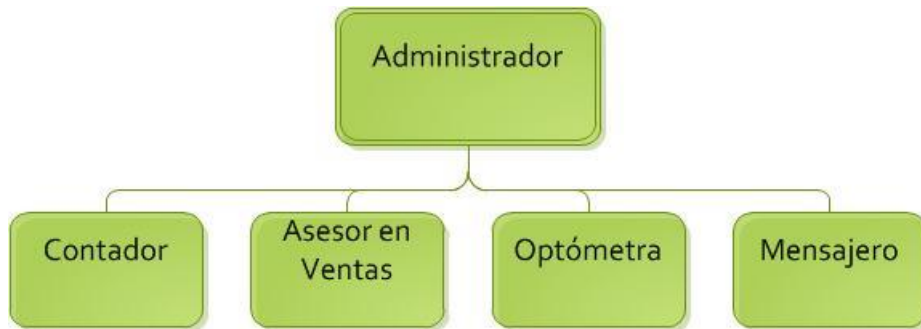 Administrador
Contador
Asesor en
Ventas
Optómetra
Mensajero